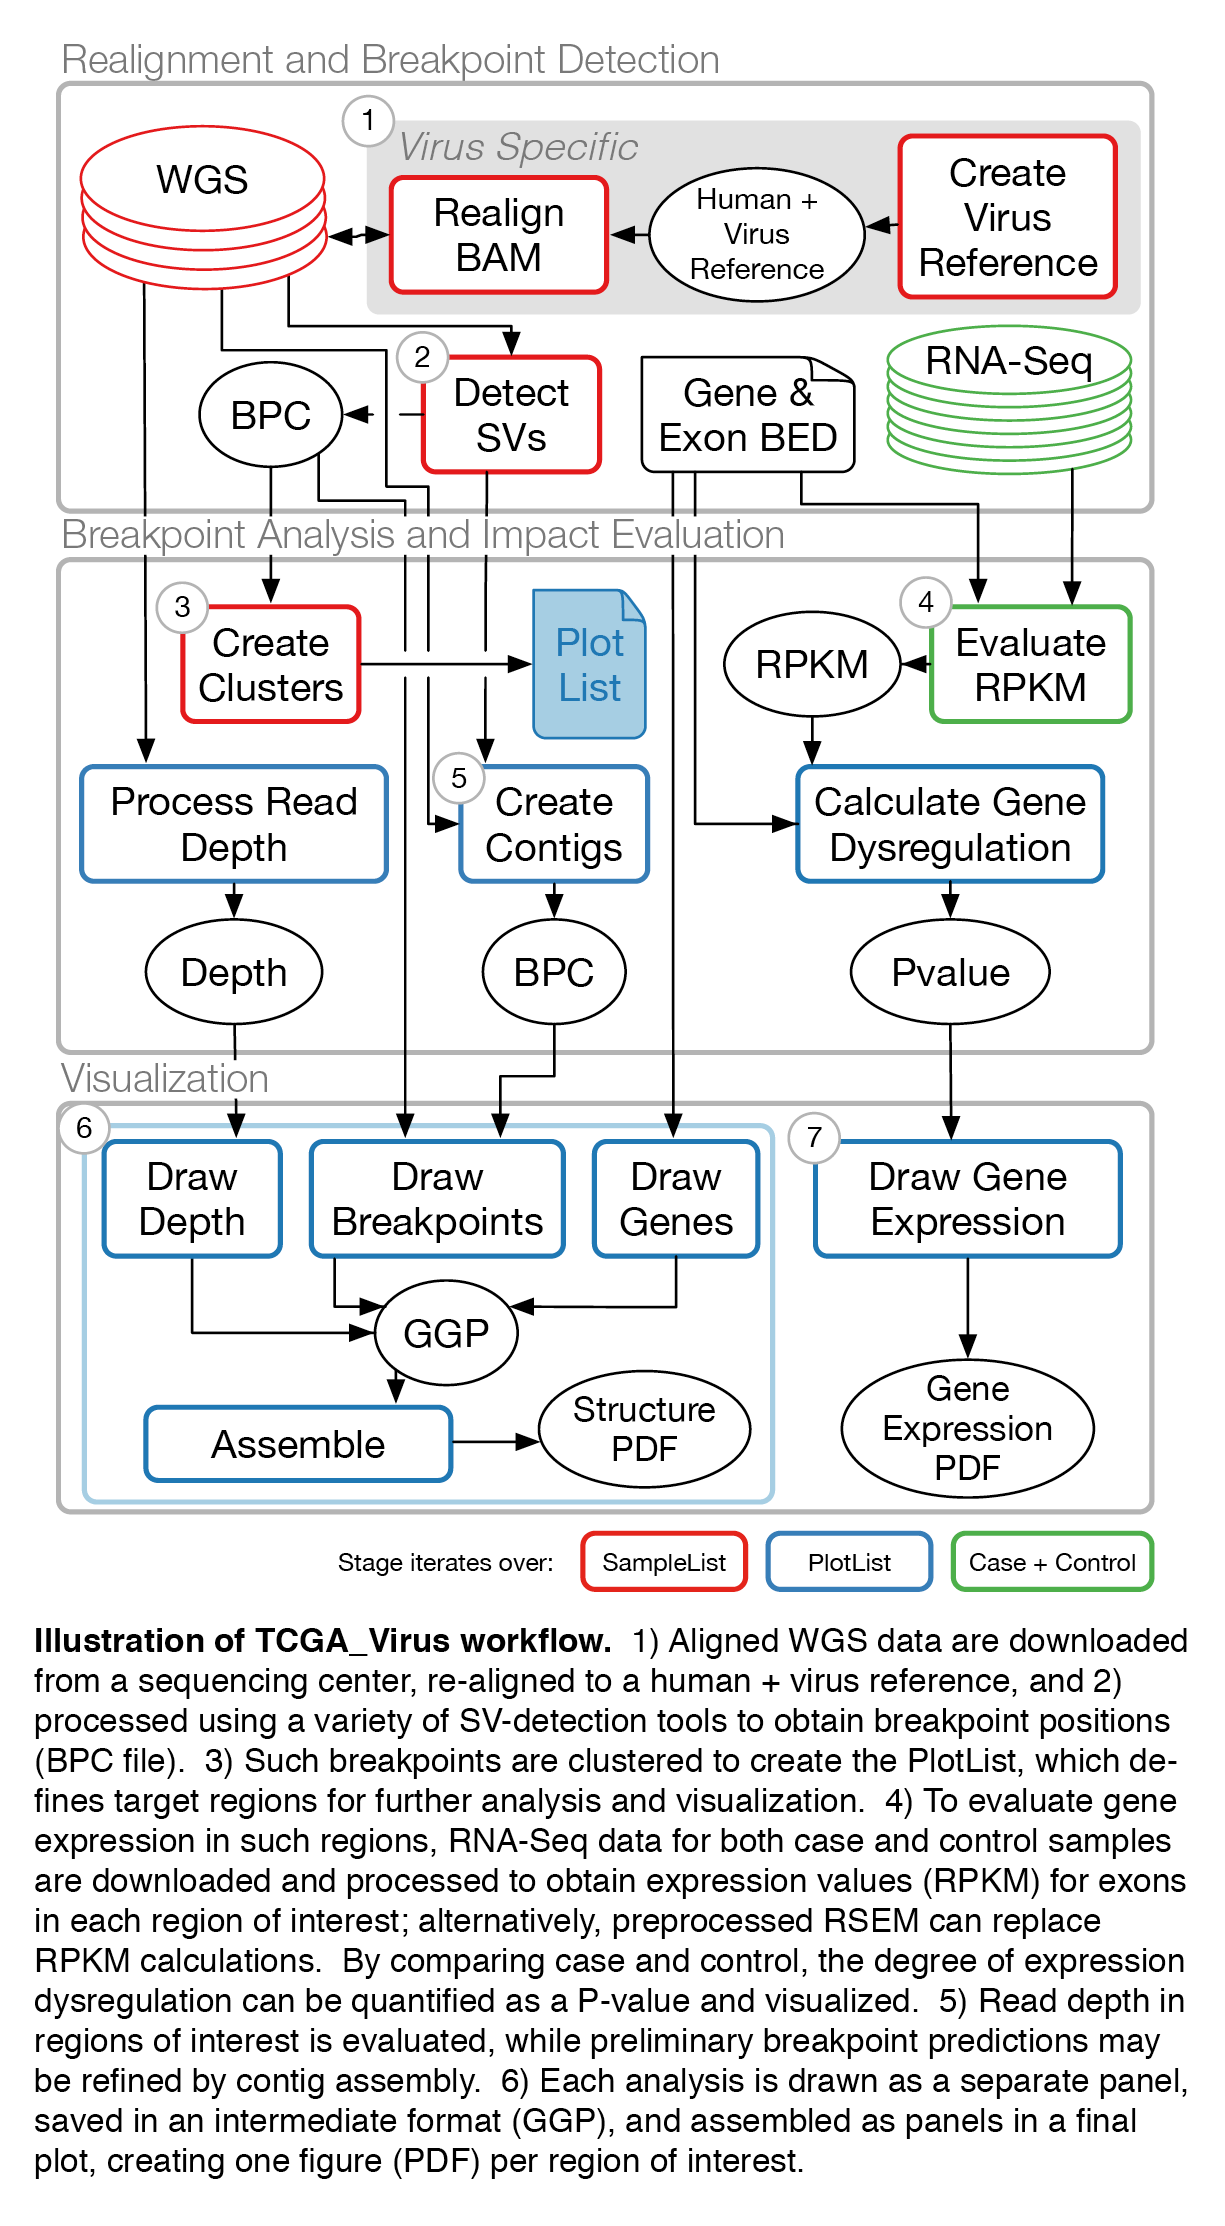 Realignment and Breakpoint Detection
1
Virus Specific
WGS
Realign
BAM
Human +
Virus
Reference
Create
Virus
Reference
2
BPC
Detect
SVs
Gene &
Exon BED
RNA-Seq
Breakpoint Analysis and Impact Evaluation
3
Create
Clusters
Plot
List
RPKM
4
Evaluate
RPKM
Process Read
Depth
5
Create
Contigs
Calculate Gene
Dysregulation
Depth
BPC
Pvalue
Visualization
6
Draw
Depth
Draw
Breakpoints
Draw
Genes
7
Draw Gene
Expression
GGP
Assemble
Structure
PDF
Gene
Expression
PDF
Stage iterates over:
SampleList
PlotList
Case + Control
Illustration of TCGA_Virus workflow.  1) Aligned WGS data are downloaded
from a sequencing center, re-aligned to a human + virus reference, and 2)
processed using a variety of SV-detection tools to obtain breakpoint positions
(BPC file).  3) Such breakpoints are clustered to create the PlotList, which de-
fines target regions for further analysis and visualization.  4) To evaluate gene
expression in such regions, RNA-Seq data for both case and control samples
are downloaded and processed to obtain expression values (RPKM) for exons
in each region of interest; alternatively, preprocessed RSEM can replace
RPKM calculations.  By comparing case and control, the degree of expression
dysregulation can be quantified as a P-value and visualized.  5) Read depth in
regions of interest is evaluated, while preliminary breakpoint predictions may
be refined by contig assembly.  6) Each analysis is drawn as a separate panel,
saved in an intermediate format (GGP), and assembled as panels in a final
plot, creating one figure (PDF) per region of interest.